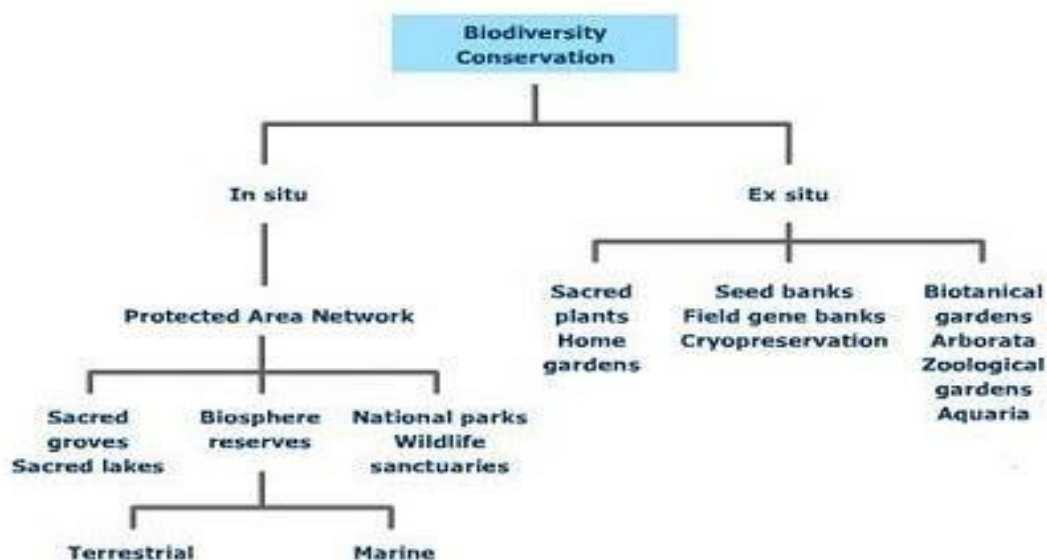 Biodiversity
Conservation
In situ
Ex situ
Protected Area Network
Sacred
plants
Home
gardens
Seed banks
Field gene banks
Cryopreservation
Biotanical
gardens
Arborata
Zoological
gardens
Aquaria
Sacred
groves
Sacred lakes
Biosphere
reserves
National parks
Wildlife
sanctuaries
Terrestrial
Marine